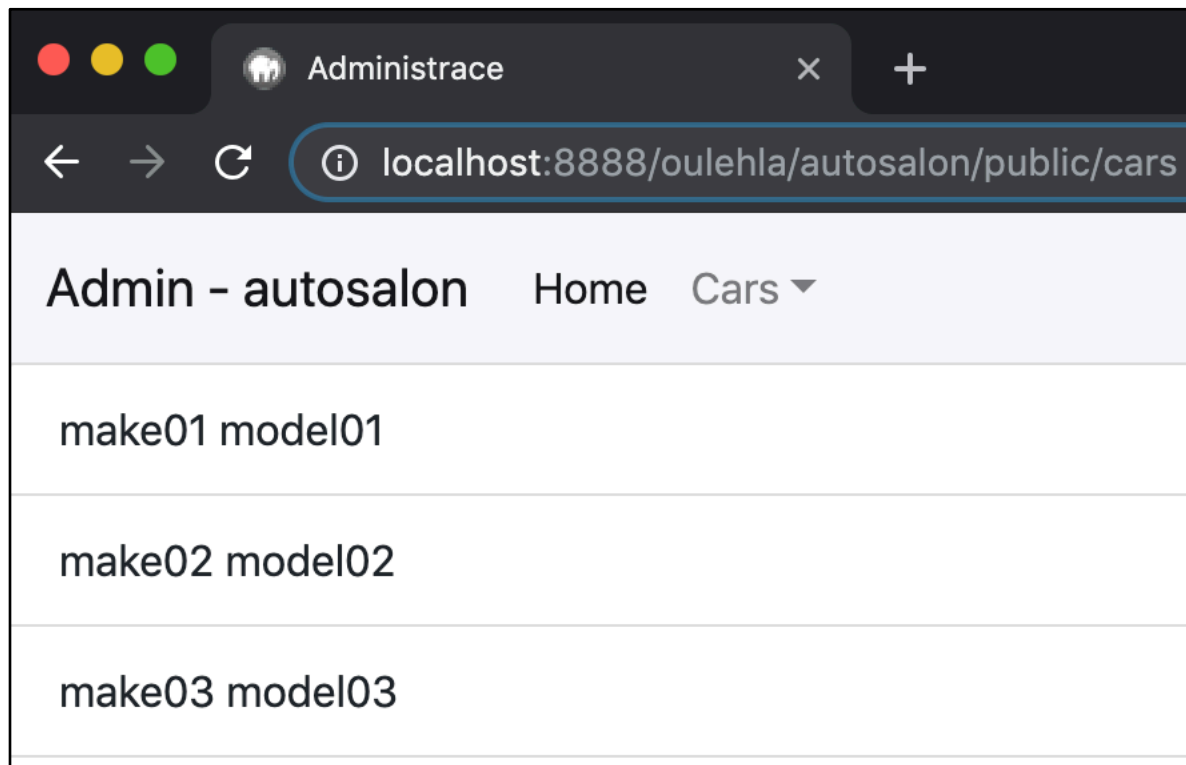 Administrace
localhost:8888/oulehla/autosalon/public/cars
Admin - autosalon Home Cars
make01 model01
make02 model02
make03 model03